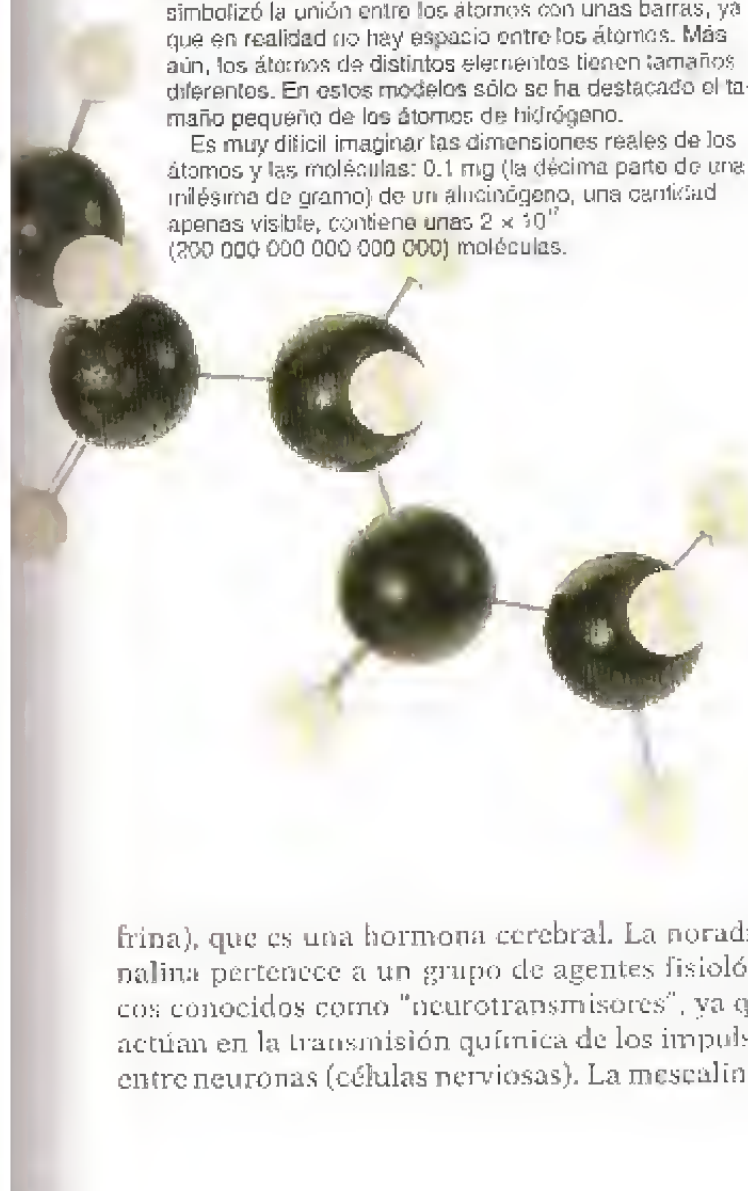 simbolizó la unión entre los átomos con unas barras, ya
que en realidad no hay espacio entre los átomos. Más
aún, los átomos de distintos elementos tienen tamaños
diferentes. En estos modelos sólo se ha destacado el ta-
maño pequeño de los átomos de hidrógeno.
Es muy difícil imaginar las dimensiones reales de los
átomos y las moléculas: 0.1 mg (la décima parte de una
milésima de gramo) de un alucinógeno, una cantidad
apenas visible, contiene unas 2 × 10¹⁷
(200 000 000 000 000 000) moléculas.
frina), que es una hormona cerebral. La norad
nalina pertenece a un grupo de agentes fisioló
cos conocidos como "neurotransmisores", ya q
actúan en la transmisión química de los impuls
entre neuronas (células nerviosas). La mescalin